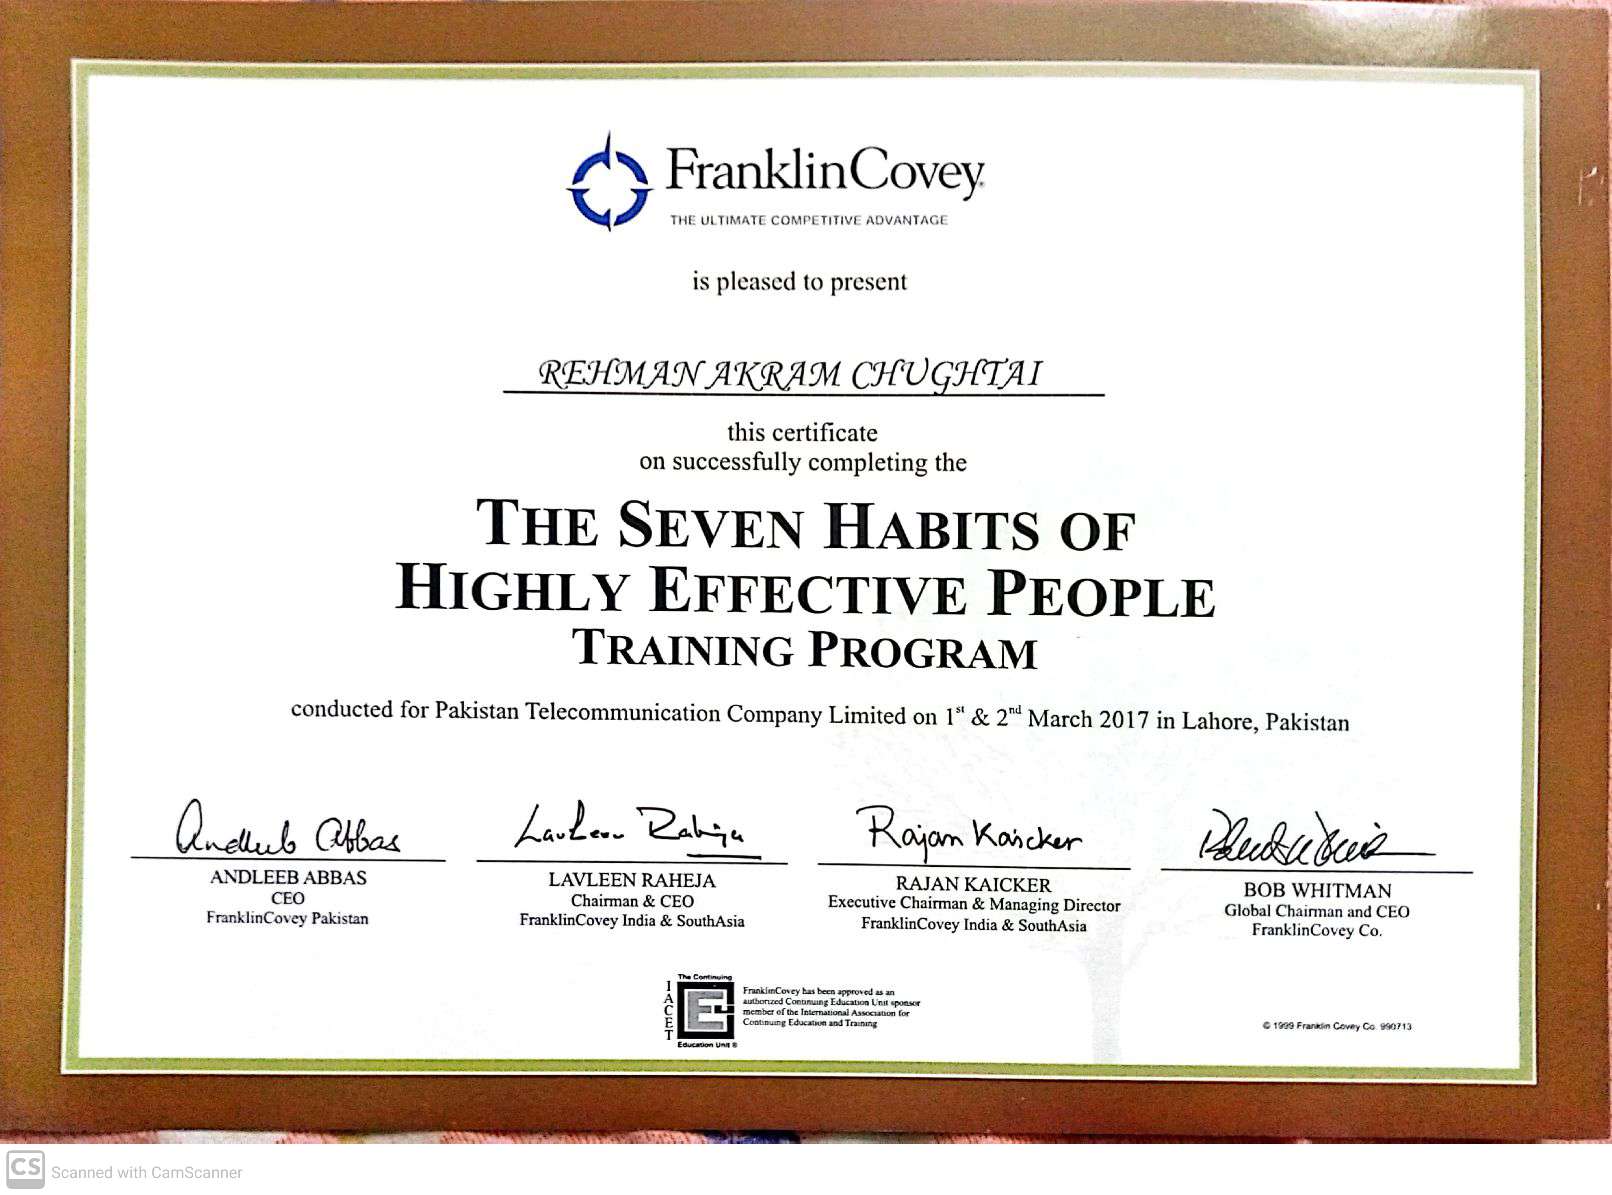 FranklinCovey.
THE ULTIMATE COMPETITIVE ADVANTAGE
is pleased to present
REHMAN AKRAM CHUGHTAI
this certificate
on successfully completing the
THE SEVEN HABITS OF
HIGHLY EFFECTIVE PEOPLE
TRAINING PROGRAM
conducted for Pakistan Telecommunication Company Limited on 1st & 2nd March 2017 in Lahore, Pakistan
Andleeb Abbas
ANDLEEB ABBAS
CEO
FranklinCovey Pakistan
Lavleen Raheja
LAVLEEN RAHEJA
Chairman & CEO
FranklinCovey India & SouthAsia
Rajan Kaicker
RAJAN KAICKER
Executive Chairman & Managing Director
FranklinCovey India & SouthAsia
BOB WHITMAN
Global Chairman and CEO
FranklinCovey Co.
The Continuing
IACET
Education Unit ®
FranklinCovey has been approved as an
authorized Continuing Education Unit sponsor
member of the International Association for
Continuing Education and Training
© 1999 Franklin Covey Co. 990713
CS Scanned with CamScanner